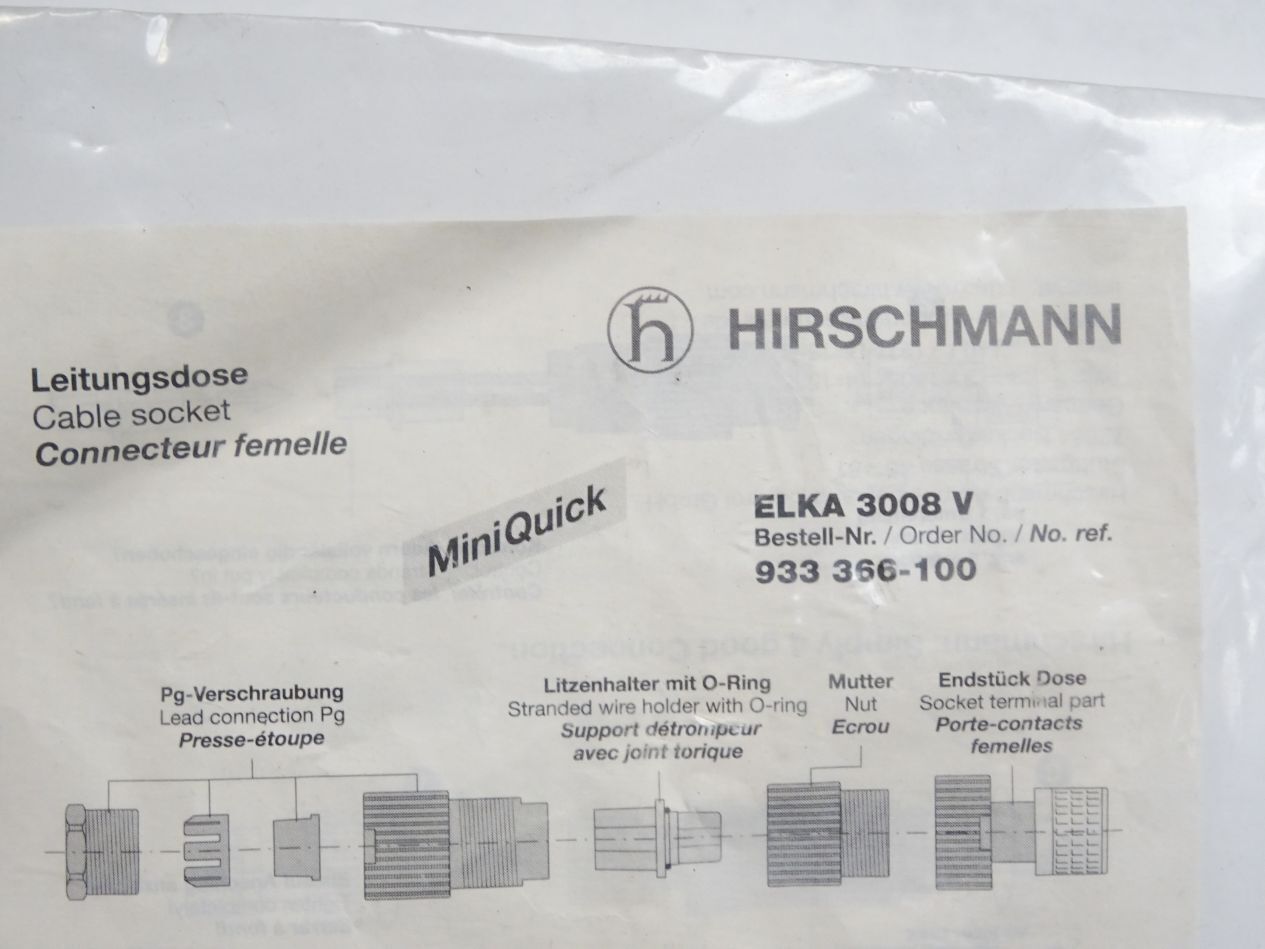 HIRSCHMANN
Leitungsdose
Cable socket
Connecteur femelle
MiniQuick
ELKA 3008 V
Bestell-Nr. / Order No. / No. ref.
933 366-100
Pg-Verschraubung
Lead connection Pg
Presse-étoupe
Litzenhalter mit O-Ring
Stranded wire holder with O-ring
Support détrompeur
avec joint torique
Mutter
Nut
Ecrou
Endstück Dose
Socket terminal part
Porte-contacts
femelles